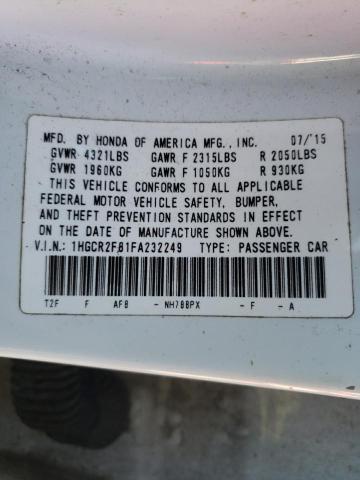 MFD. BY HONDA OF AMERICA MFG., INC. 07/15
GVWR 4321LBS GAWR F 2315LBS R 2050LBS
GVWR 1960KG GAWR F 1050KG R 930KG
THIS VEHICLE CONFORMS TO ALL APPLICABLE
FEDERAL MOTOR VEHICLE SAFETY, BUMPER,
AND THEFT PREVENTION STANDARDS IN EFFECT
ON THE DATE OF MANUFACTURE SHOWN ABOVE.
V.I.N.: 1HGCR2F81FA232249 TYPE: PASSENGER CAR
T2F F AF8 -NH788PX -F -A